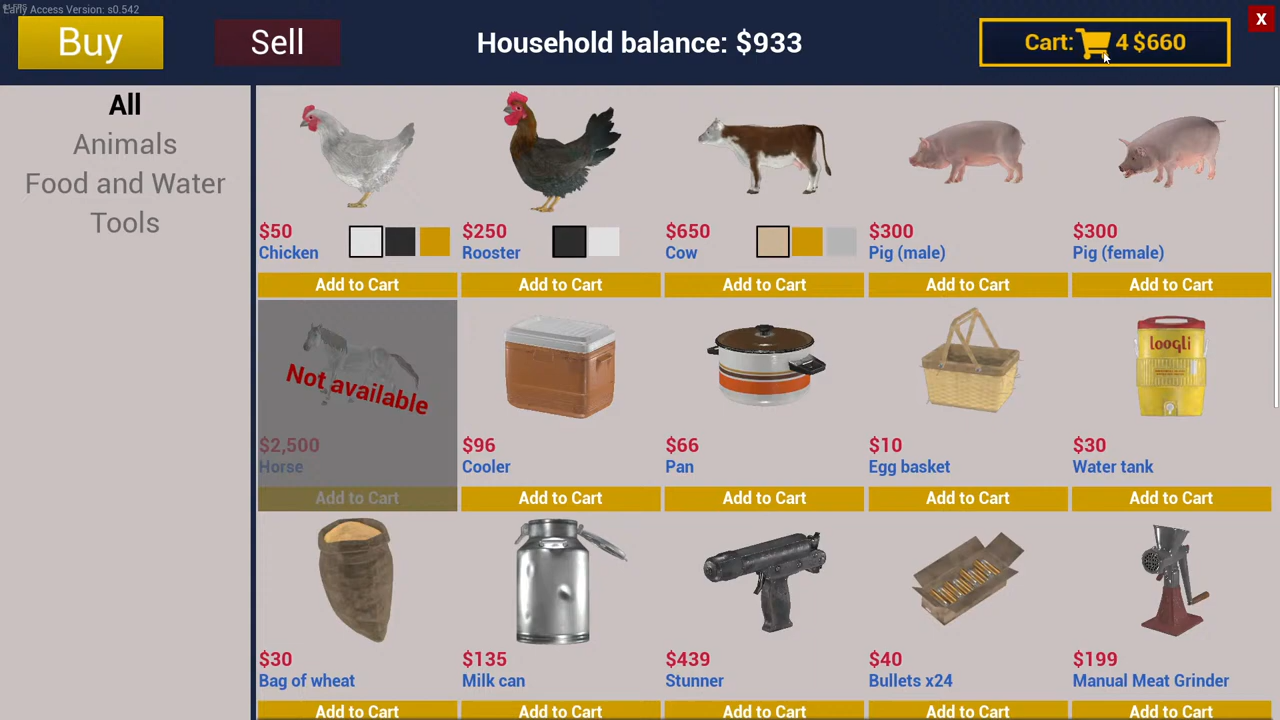 Early Access Version: s0.542
Buy
Sell
Household balance: $933
Cart: 4 $660
X
All
Animals
Food and Water
Tools
$50
Chicken
Add to Cart
$250
Rooster
Add to Cart
$650
Cow
Add to Cart
$300
Pig (male)
Add to Cart
$300
Pig (female)
Add to Cart
Not available
$2,500
Horse
Add to Cart
$96
Cooler
Add to Cart
$66
Pan
Add to Cart
$10
Egg basket
Add to Cart
loogli
$30
Water tank
Add to Cart
$30
Bag of wheat
Add to Cart
$135
Milk can
Add to Cart
$439
Stunner
Add to Cart
$40
Bullets x24
Add to Cart
$199
Manual Meat Grinder
Add to Cart